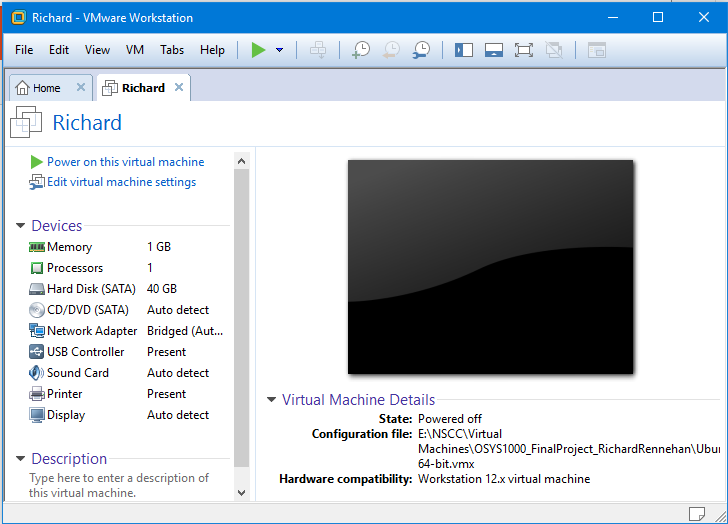 Richard - VMware Workstation
File Edit View VM Tabs Help
Home Richard
Richard
Power on this virtual machine
Edit virtual machine settings
Devices
Memory 1 GB
Processors 1
Hard Disk (SATA) 40 GB
CD/DVD (SATA) Auto detect
Network Adapter Bridged (Aut...
USB Controller Present
Sound Card Auto detect
Printer Present
Display Auto detect
Description
Type here to enter a description of
this virtual machine.
Virtual Machine Details
State: Powered off
Configuration file: E:\NSCC\Virtual
Machines\OSYS1000_FinalProject_RichardRennehan\Ubu
64-bit.vmx
Hardware compatibility: Workstation 12.x virtual machine